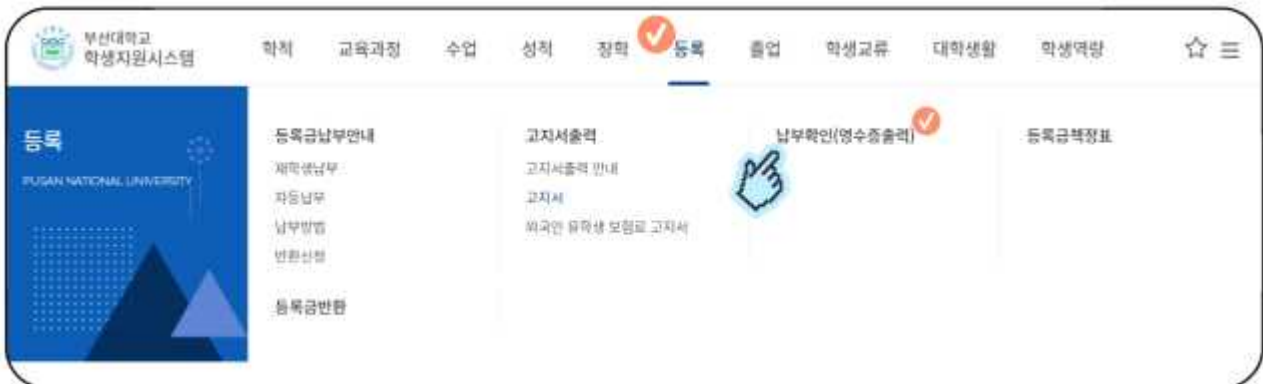 부산대학교
학생지원시스템
학적 교육과정 수업 성적 장학 등록 졸업 학생교류 대학생활 학생역량
등록
PUSAN NATIONAL UNIVERSITY
등록금납부안내
재학생납부
자동납부
납부방법
반환신청
등록금반환
고지서출력
고지서출력 안내
고지서
외국인 유학생 보험료 고지서
납부확인(영수증출력)
등록금책정표